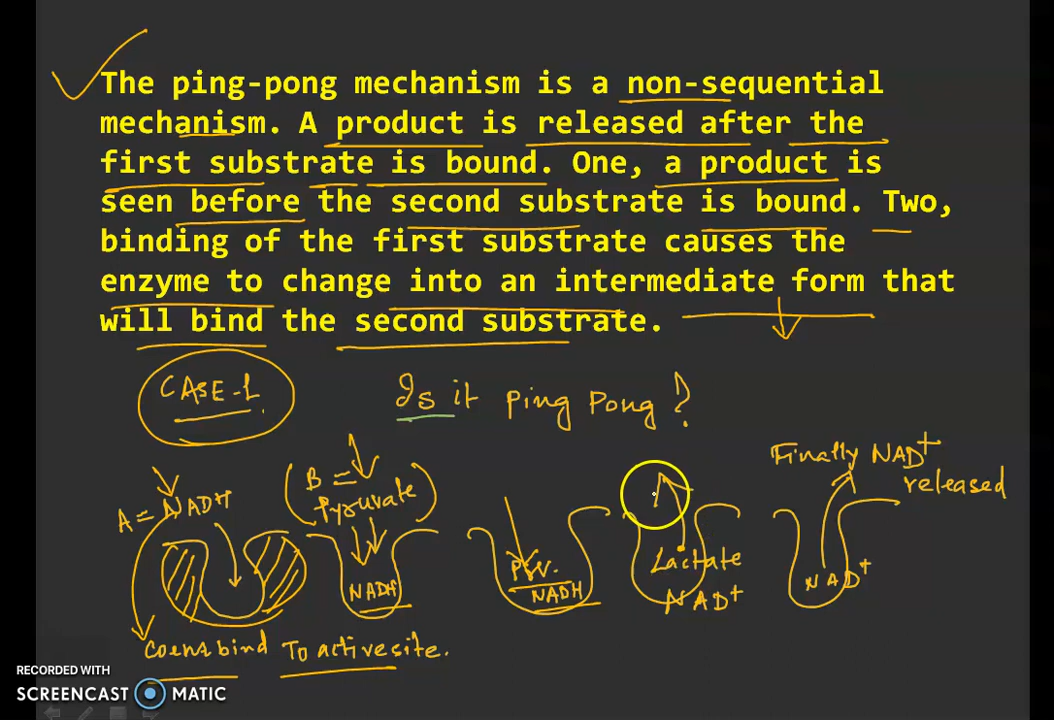 The ping-pong mechanism is a non-sequential
mechanism. A product is released after the
first substrate is bound. One, a product is
seen before the second substrate is bound. Two,
binding of the first substrate causes the
enzyme to change into an intermediate form that
will bind the second substrate.
CASE-1.
Is it Ping Pong?
A = NADH
(B = Pyruvate)
NADH
Pyr.
NADH
Lactate
NAD+
Finally NAD+
released
NAD+
bind To active site.
RECORDED WITH
SCREENCAST MATIC